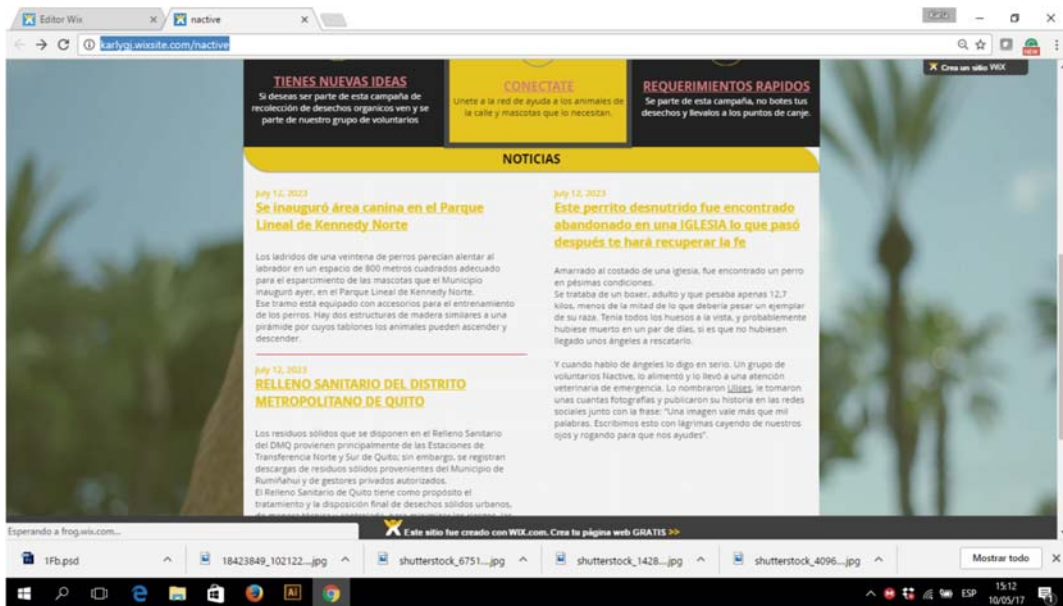 Editor Wix
nactive
Karla
karlygj.wixsite.com/nactive
NEW
Crea un sitio WIX
TIENES NUEVAS IDEAS
Si deseas ser parte de esta campaña de
recolección de desechos organicos ven y se
parte de nuestro grupo de voluntarios
CONECTATE
Unete a la red de ayuda a los animales de
la calle y mascotas que lo necesitan.
REQUERIMIENTOS RAPIDOS
Se parte de esta campaña, no botes tus
desechos y llevalos a los puntos de canje.
NOTICIAS
July 12, 2023
Se inauguró área canina en el Parque
Lineal de Kennedy Norte
Los ladridos de una veintena de perros parecían alentar al
labrador en un espacio de 800 metros cuadrados adecuado
para el esparcimiento de las mascotas que el Municipio
inauguró ayer, en el Parque Lineal de Kennedy Norte.
Ese tramo está equipado con accesorios para el entrenamiento
de los perros. Hay dos estructuras de madera similares a una
pirámide por cuyos tablones los animales pueden ascender y
descender.
July 12, 2023
RELLENO SANITARIO DEL DISTRITO
METROPOLITANO DE QUITO
Los residuos sólidos que se disponen en el Relleno Sanitario
del DMQ provienen principalmente de las Estaciones de
Transferencia Norte y Sur de Quito; sin embargo, se registran
descargas de residuos sólidos provenientes del Municipio de
Rumiñahui y de gestores privados autorizados.
El Relleno Sanitario de Quito tiene como propósito el
tratamiento y la disposición final de desechos sólidos urbanos,
July 12, 2023
Este perrito desnutrido fue encontrado
abandonado en una IGLESIA lo que pasó
después te hará recuperar la fe
Amarrado al costado de una iglesia, fue encontrado un perro
en pésimas condiciones.
Se trataba de un boxer, adulto y que pesaba apenas 12,7
kilos, menos de la mitad de lo que debería pesar un ejemplar
de su raza. Tenía todos los huesos a la vista, y probablemente
hubiese muerto en un par de días, si es que no hubiesen
llegado unos ángeles a rescatarlo.
Y cuando hablo de ángeles lo digo en serio. Un grupo de
voluntarios Nactive, lo alimentó y lo llevó a una atención
veterinaria de emergencia. Lo nombraron Ulises, le tomaron
unas cuantas fotografías y publicaron su historia en las redes
sociales junto con la frase: "Una imagen vale más que mil
palabras. Escribimos esto con lágrimas cayendo de nuestros
ojos y rogando para que nos ayudes".
Esperando a frog.wix.com...
Este sitio fue creado con WIX.com. Crea tu página web GRATIS >>
1Fb.psd
18423849_102122....jpg
shutterstock_6751....jpg
shutterstock_1428....jpg
shutterstock_4096....jpg
Mostrar todo
Ai
ESP
15:12
10/05/17